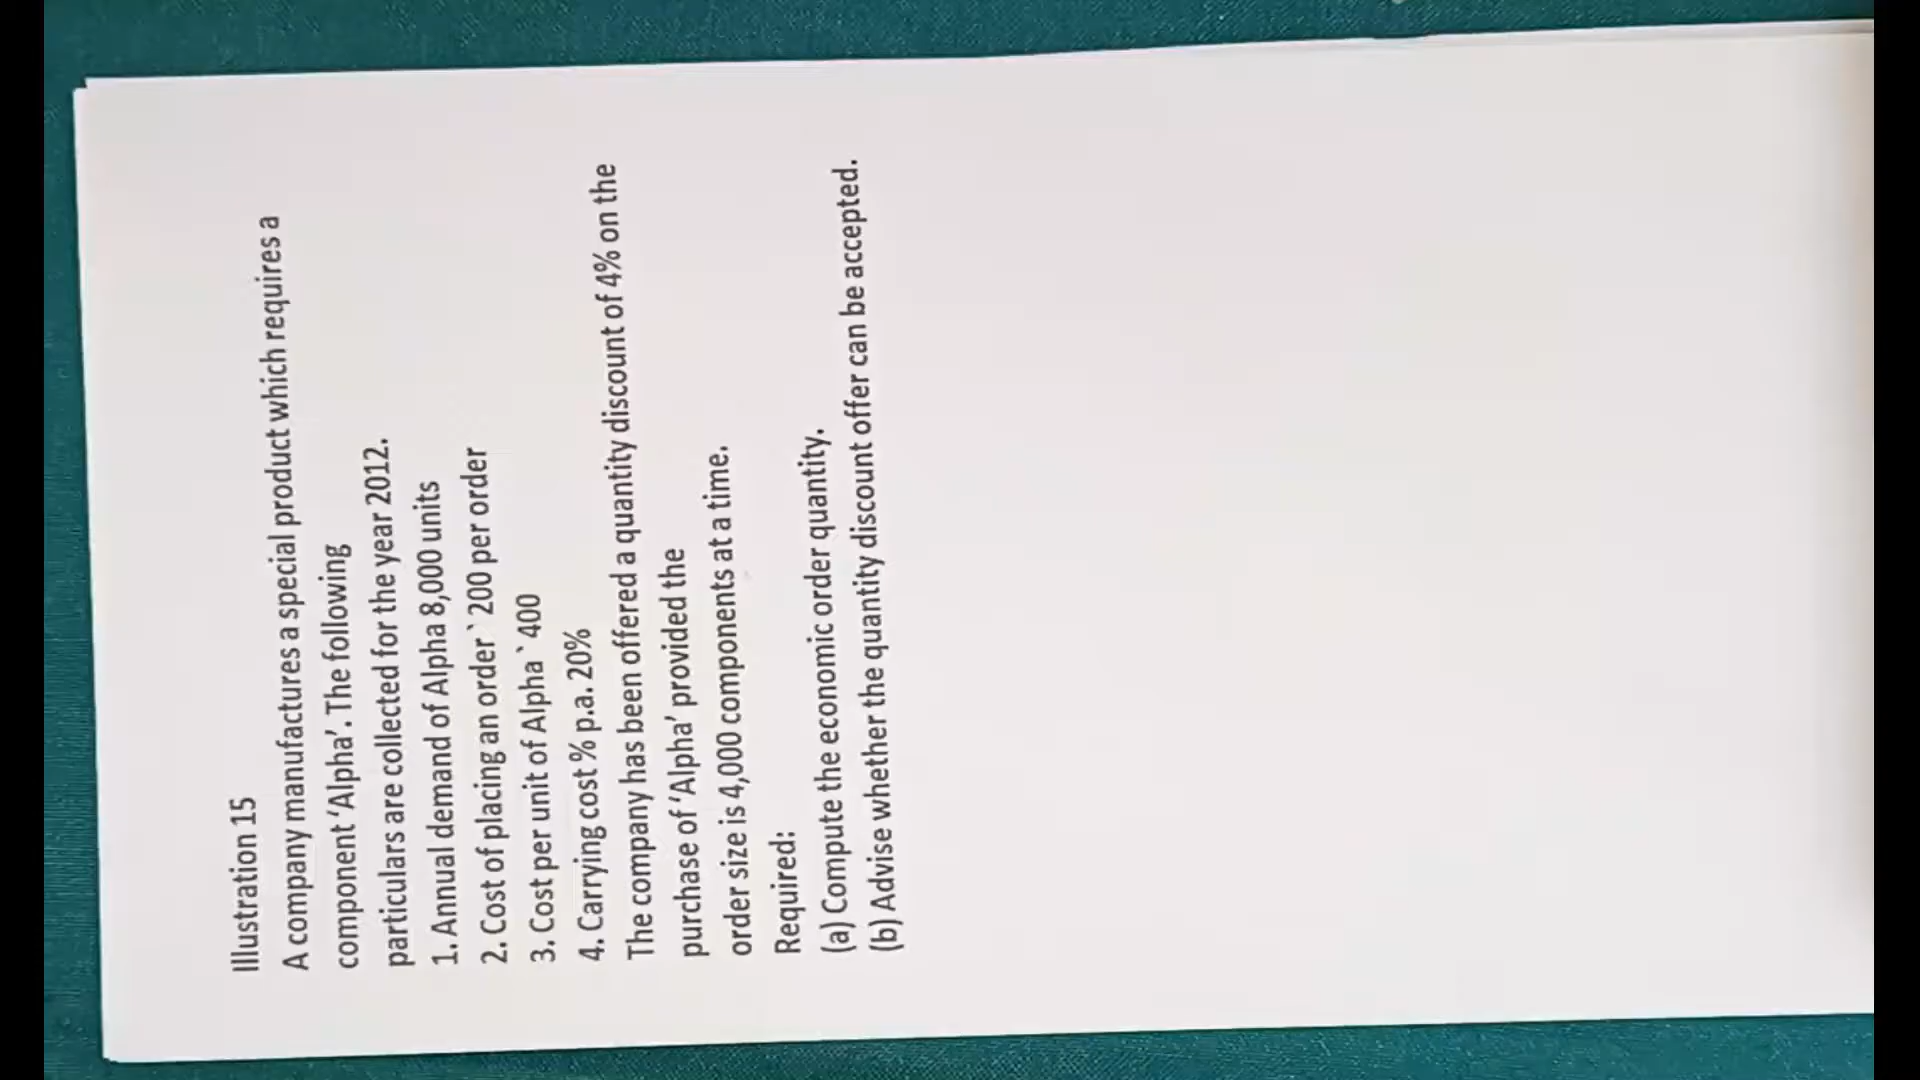 Illustration 15
A company manufactures a special product which requires a
component ‘Alpha’. The following
particulars are collected for the year 2012.
1. Annual demand of Alpha 8,000 units
2. Cost of placing an order ` 200 per order
3. Cost per unit of Alpha ` 400
4. Carrying cost % p.a. 20%
The company has been offered a quantity discount of 4% on the
purchase of ‘Alpha’ provided the
order size is 4,000 components at a time.
Required:
(a) Compute the economic order quantity.
(b) Advise whether the quantity discount offer can be accepted.